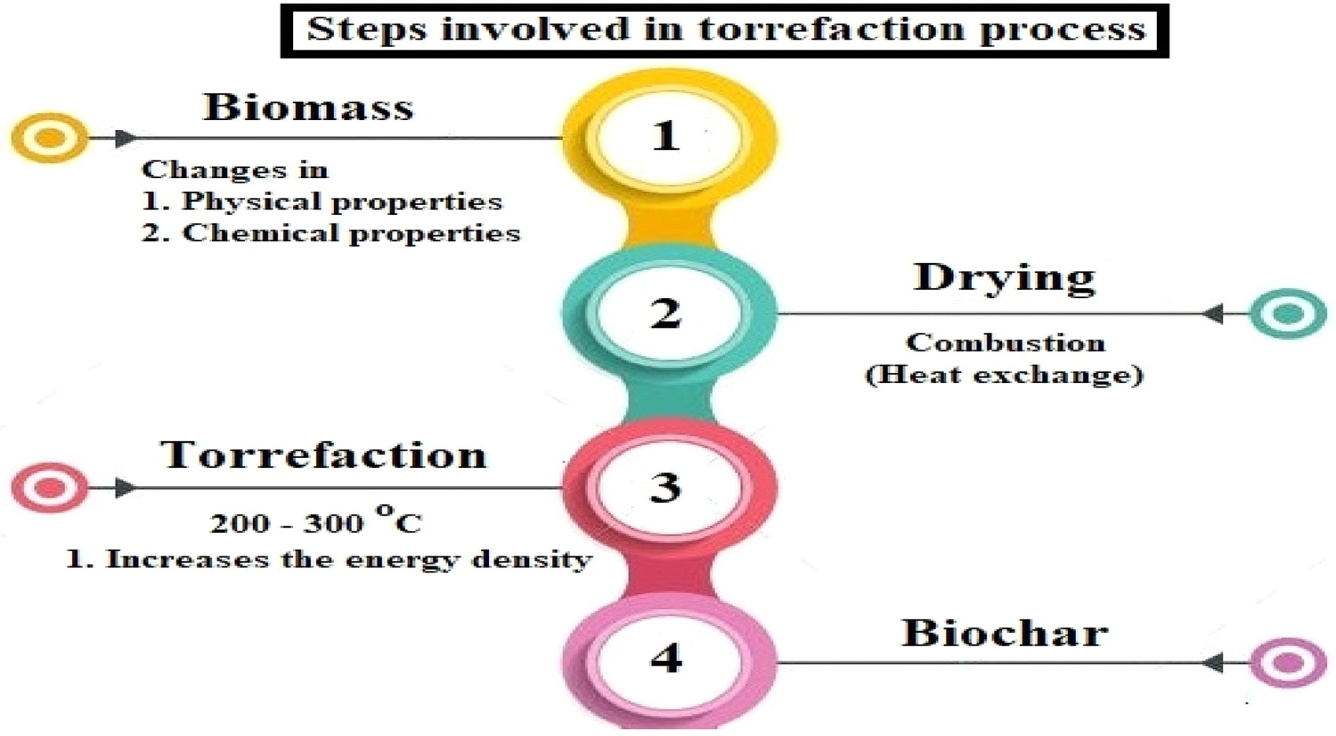 Steps involved in torrefaction process
Biomass
1
Changes in
1. Physical properties
2. Chemical properties
2
Drying
Combustion
(Heat exchange)
Torrefaction
3
200 - 300 °C
1. Increases the energy density
4
Biochar